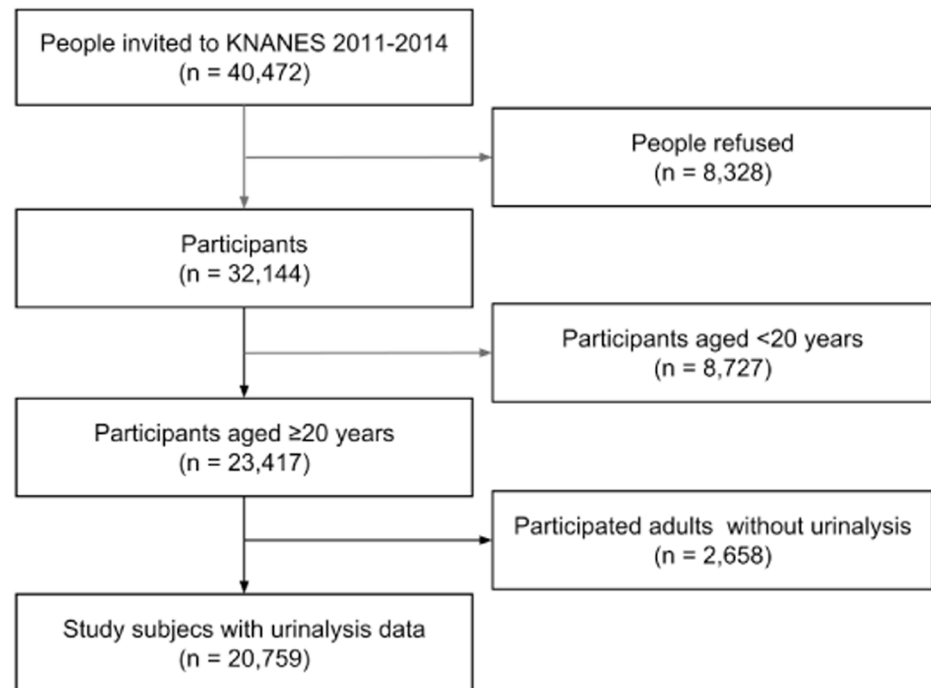 People invited to KNANES 2011-2014
(n = 40,472)
People refused
(n = 8,328)
Participants
(n = 32,144)
Participants aged <20 years
(n = 8,727)
Participants aged ≥20 years
(n = 23,417)
Participated adults without urinalysis
(n = 2,658)
Study subjecs with urinalysis data
(n = 20,759)